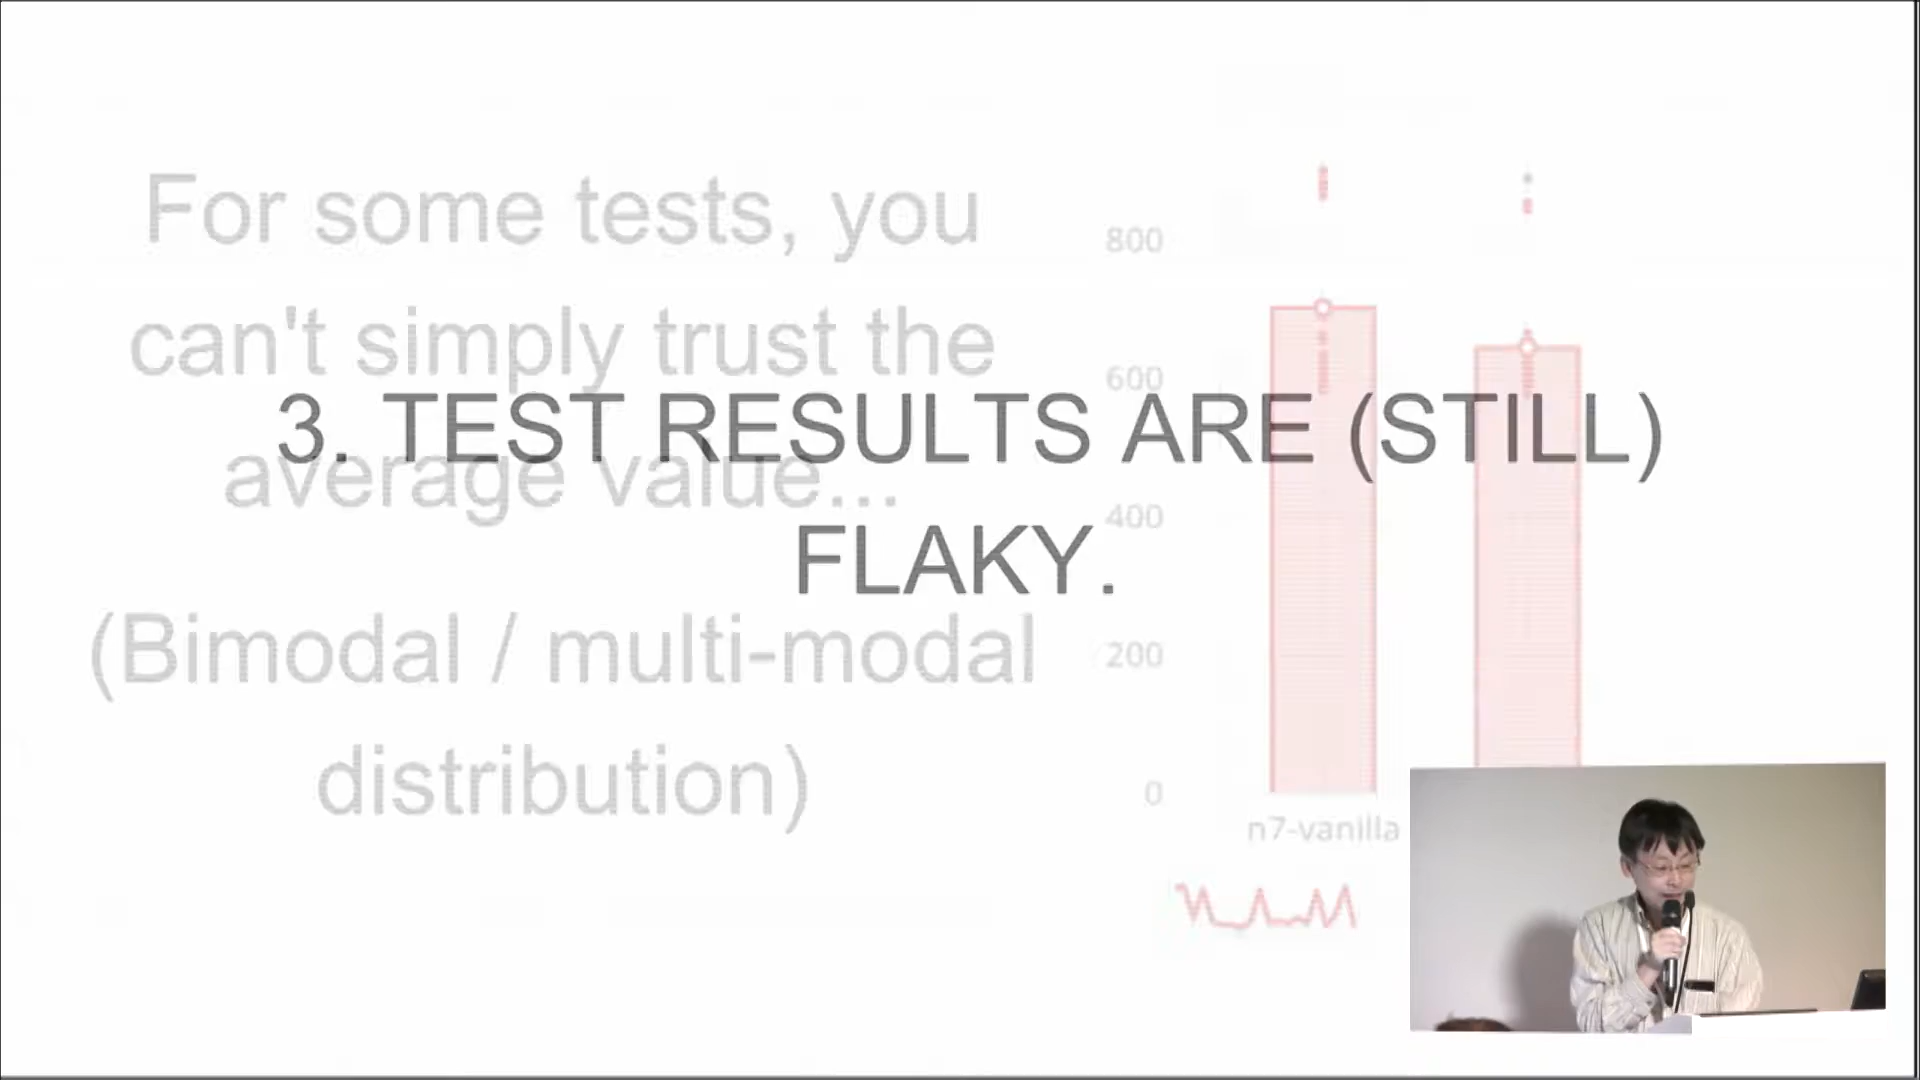 3. TEST RESULTS ARE (STILL)
FLAKY.
For some tests, you
can't simply trust the
average value...
(Bimodal / multi-modal
distribution)
800
600
400
200
0
n7-vanilla